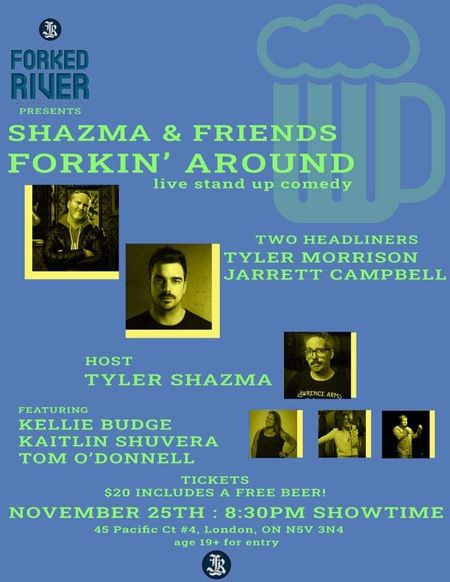 FORKED
RIVER
PRESENTS
SHAZMA & FRIENDS
FORKIN' AROUND
live stand up comedy
TWO HEADLINERS
TYLER MORRISON
JARRETT CAMPBELL
HOST
TYLER SHAZMA
LAWRENCE ARMS
FEATURING
KELLIE BUDGE
KAITLIN SHUVERA
TOM O'DONNELL
TICKETS
$20 INCLUDES A FREE BEER!
NOVEMBER 25TH : 8:30PM SHOWTIME
45 Pacific Ct #4, London, ON N5V 3N4
age 19+ for entry